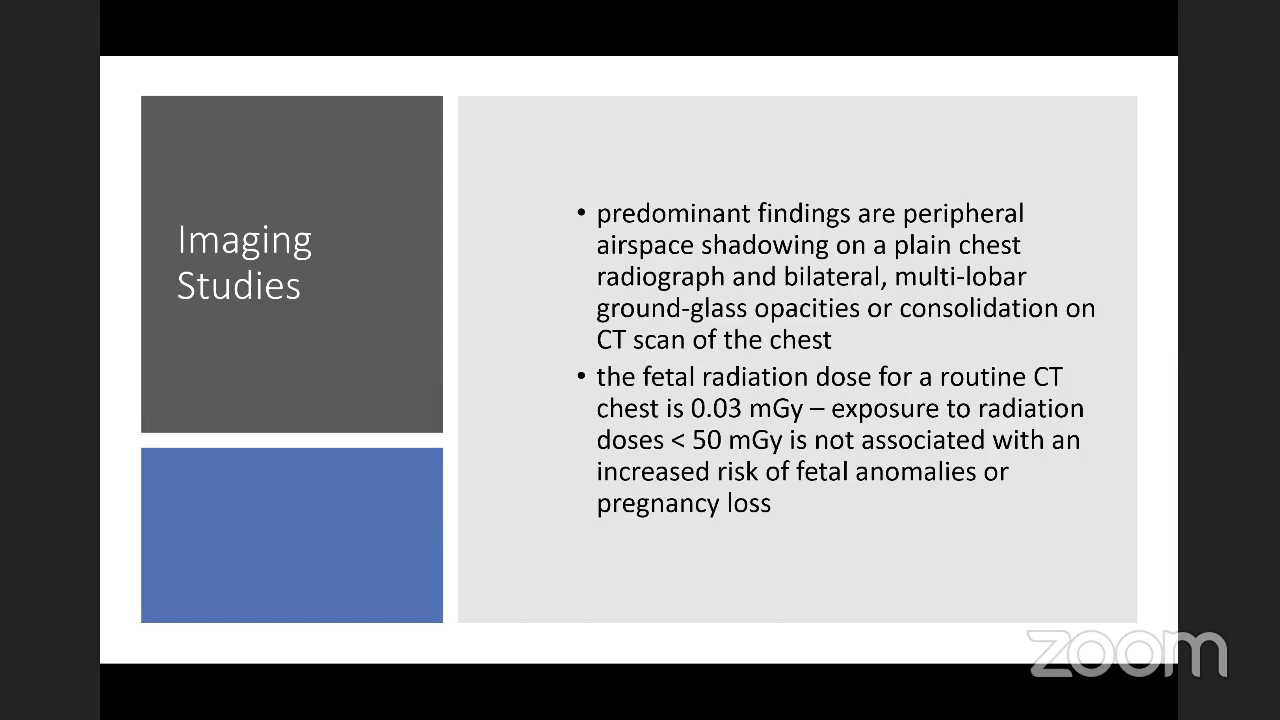 Imaging
Studies
• predominant findings are peripheral
airspace shadowing on a plain chest
radiograph and bilateral, multi-lobar
ground-glass opacities or consolidation on
CT scan of the chest
• the fetal radiation dose for a routine CT
chest is 0.03 mGy – exposure to radiation
doses < 50 mGy is not associated with an
increased risk of fetal anomalies or
pregnancy loss
zoom